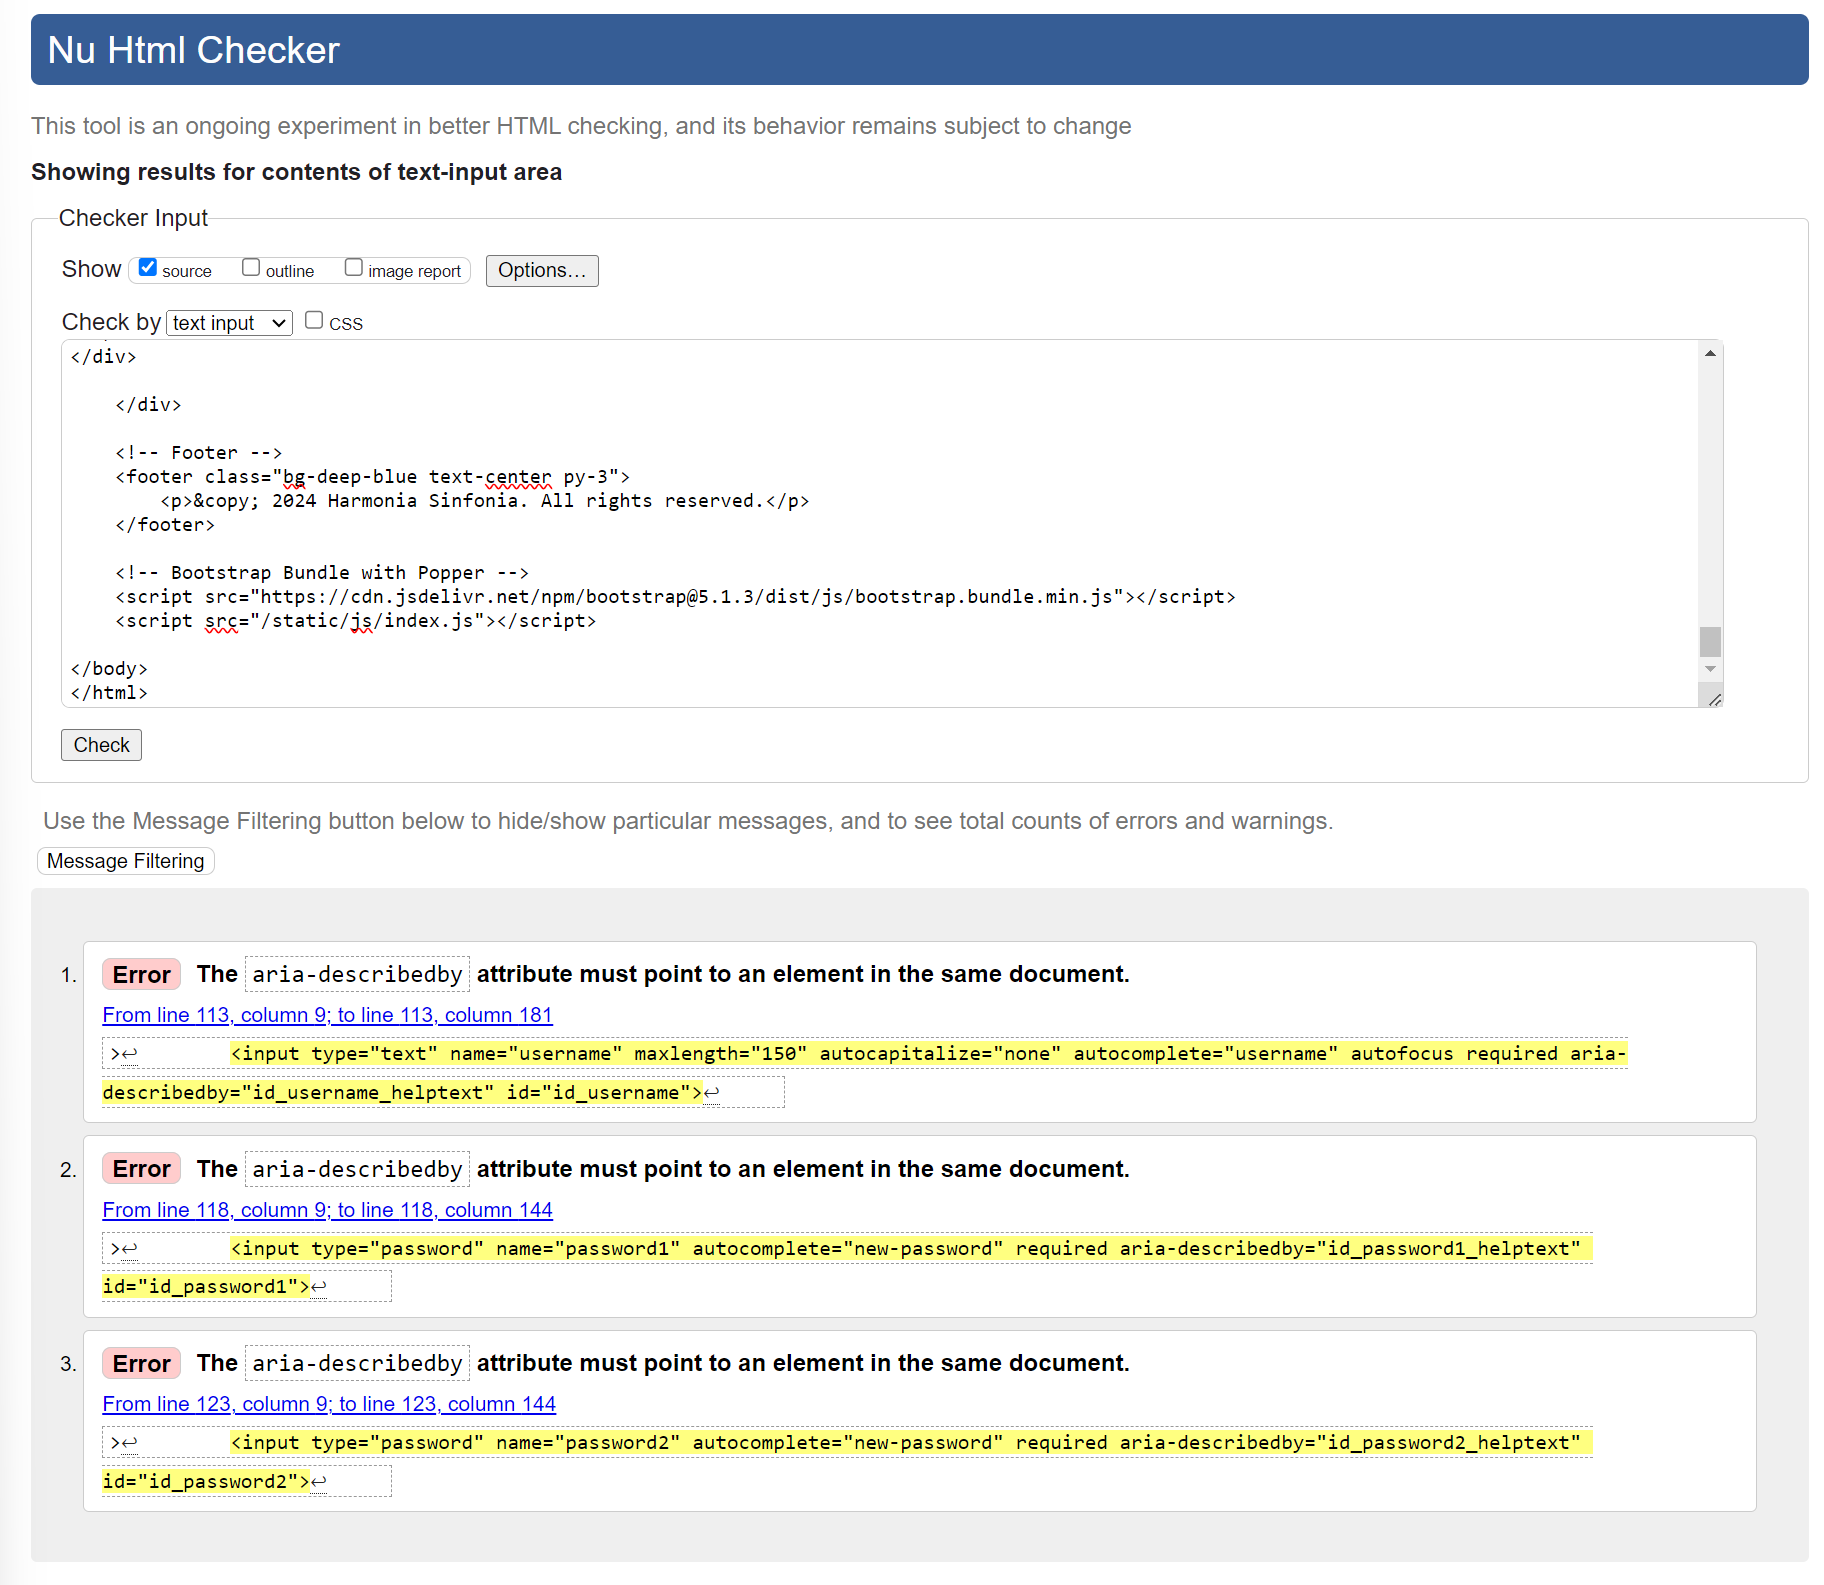 Nu Html Checker
This tool is an ongoing experiment in better HTML checking, and its behavior remains subject to change
Showing results for contents of text-input area
Checker Input
Show source outline image report Options...
Check by text input CSS
</div>
</div>
<!-- Footer -->
<footer class="bg-deep-blue text-center py-3">
<p>&copy; 2024 Harmonia Sinfonia. All rights reserved.</p>
</footer>
<!-- Bootstrap Bundle with Popper -->
<script src="https://cdn.jsdelivr.net/npm/bootstrap@5.1.3/dist/js/bootstrap.bundle.min.js"></script>
<script src="/static/js/index.js"></script>
</body>
</html>
Check
Use the Message Filtering button below to hide/show particular messages, and to see total counts of errors and warnings.
Message Filtering
1. Error The aria-describedby attribute must point to an element in the same document.
From line 113, column 9; to line 113, column 181
>↩ <input type="text" name="username" maxlength="150" autocapitalize="none" autocomplete="username" autofocus required aria-
describedby="id_username_helptext" id="id_username">↩
2. Error The aria-describedby attribute must point to an element in the same document.
From line 118, column 9; to line 118, column 144
>↩ <input type="password" name="password1" autocomplete="new-password" required aria-describedby="id_password1_helptext"
id="id_password1">↩
3. Error The aria-describedby attribute must point to an element in the same document.
From line 123, column 9; to line 123, column 144
>↩ <input type="password" name="password2" autocomplete="new-password" required aria-describedby="id_password2_helptext"
id="id_password2">↩